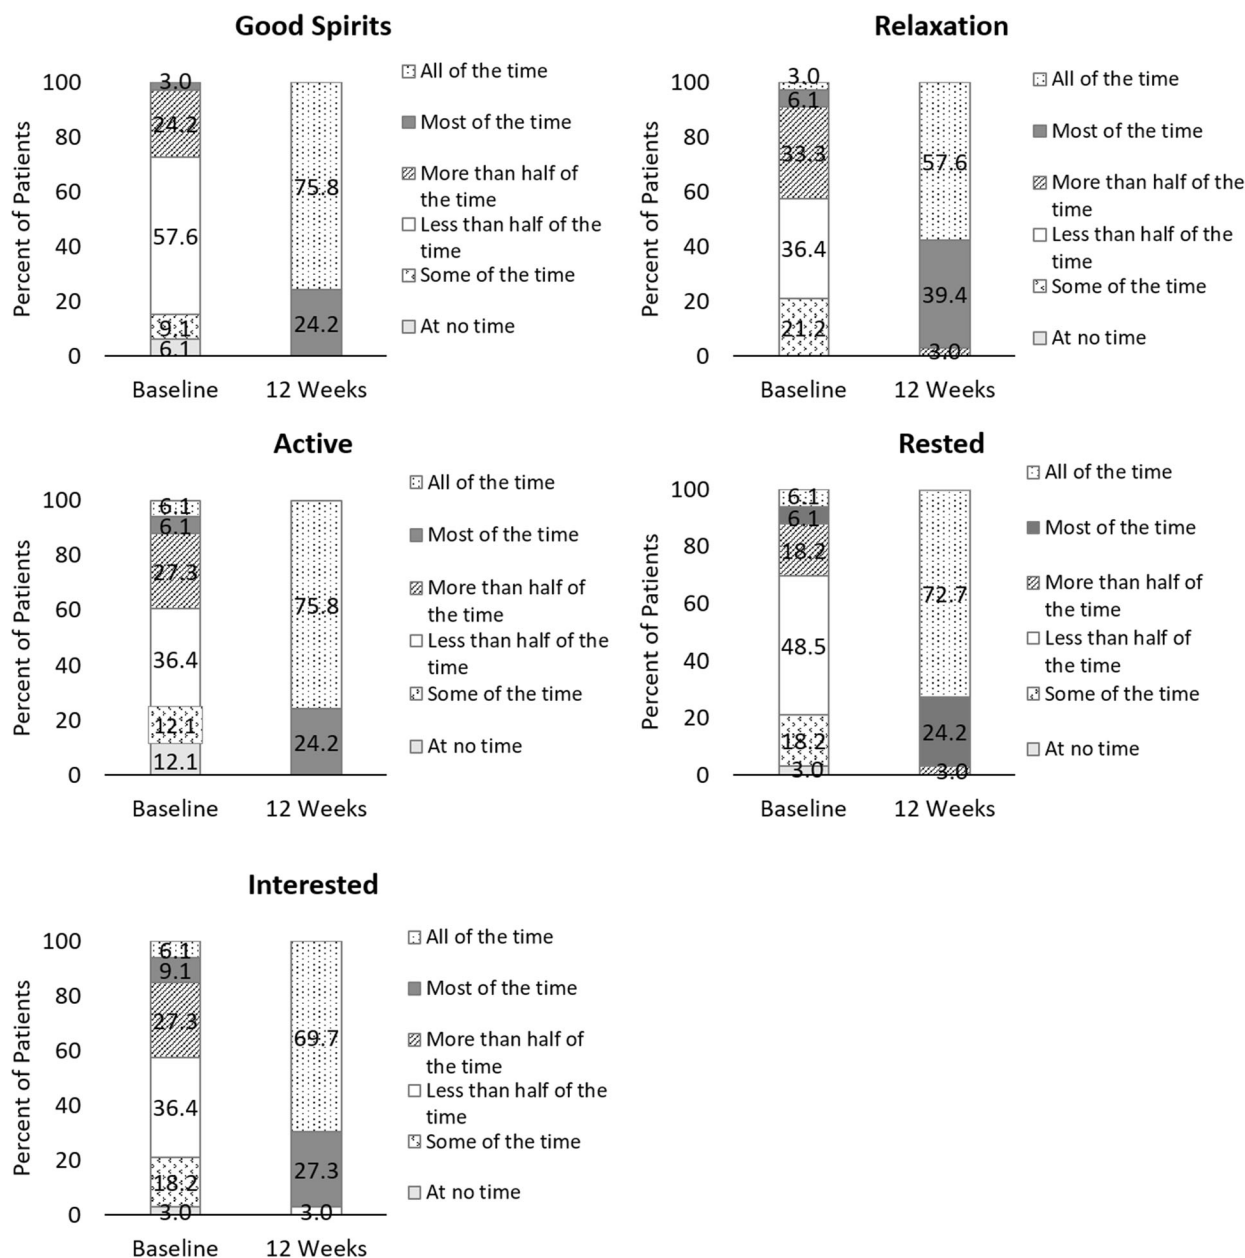 Good Spirits
Percent of Patients
100
80
60
40
20
0
3.0
24.2
57.6
9.1
6.1
75.8
24.2
Baseline
12 Weeks
All of the time
Most of the time
More than half of
the time
Less than half of the
time
Some of the time
At no time
Relaxation
Percent of Patients
100
80
60
40
20
0
3.0
6.1
33.3
36.4
21.2
57.6
39.4
3.0
Baseline
12 Weeks
All of the time
Most of the time
More than half of the
time
Less than half of the
time
Some of the time
At no time
Active
Percent of Patients
100
80
60
40
20
0
6.1
6.1
27.3
36.4
12.1
12.1
75.8
24.2
Baseline
12 Weeks
All of the time
Most of the time
More than half of
the time
Less than half of the
time
Some of the time
At no time
Rested
Percent of Patients
100
80
60
40
20
0
6.1
6.1
18.2
48.5
18.2
3.0
72.7
24.2
3.0
Baseline
12 Weeks
All of the time
Most of the time
More than half of
the time
Less than half of
the time
Some of the time
At no time
Interested
Percent of Patients
100
80
60
40
20
0
6.1
9.1
27.3
36.4
18.2
3.0
69.7
27.3
3.0
Baseline
12 Weeks
All of the time
Most of the time
More than half of
the time
Less than half of the
time
Some of the time
At no time